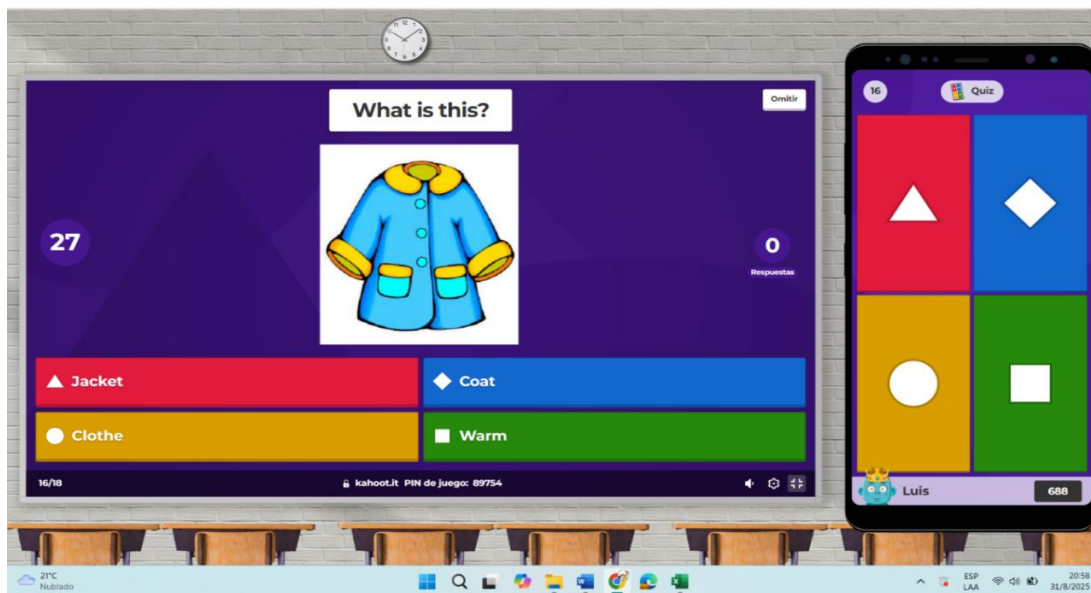 What is this?
Omitir
27
0
Respuestas
Jacket
Coat
Clothe
Warm
16/18
kahoot.it PIN de juego: 89754
16
Quiz
Luis
688
21°C
Nublado
ESP
LAA
20:58
31/8/2025